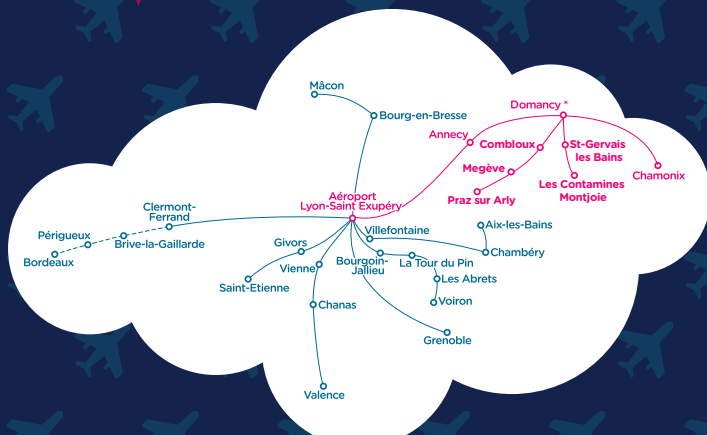 Mâcon
Bourg-en-Bresse
Domancy *
Annecy
Combloux
St-Gervais
les Bains
Megève
Les Contamines
Montjoie
Chamonix
Praz sur Arly
Aéroport
Lyon-Saint Exupéry
Clermont-
Ferrand
Périgueux
Brive-la-Gaillarde
Bordeaux
Villefontaine
Aix-les-Bains
Givors
Chambéry
Bourgoin-
Jallieu
La Tour du Pin
Vienne
Saint-Etienne
Les Abrets
Chanas
Voiron
Grenoble
Valence